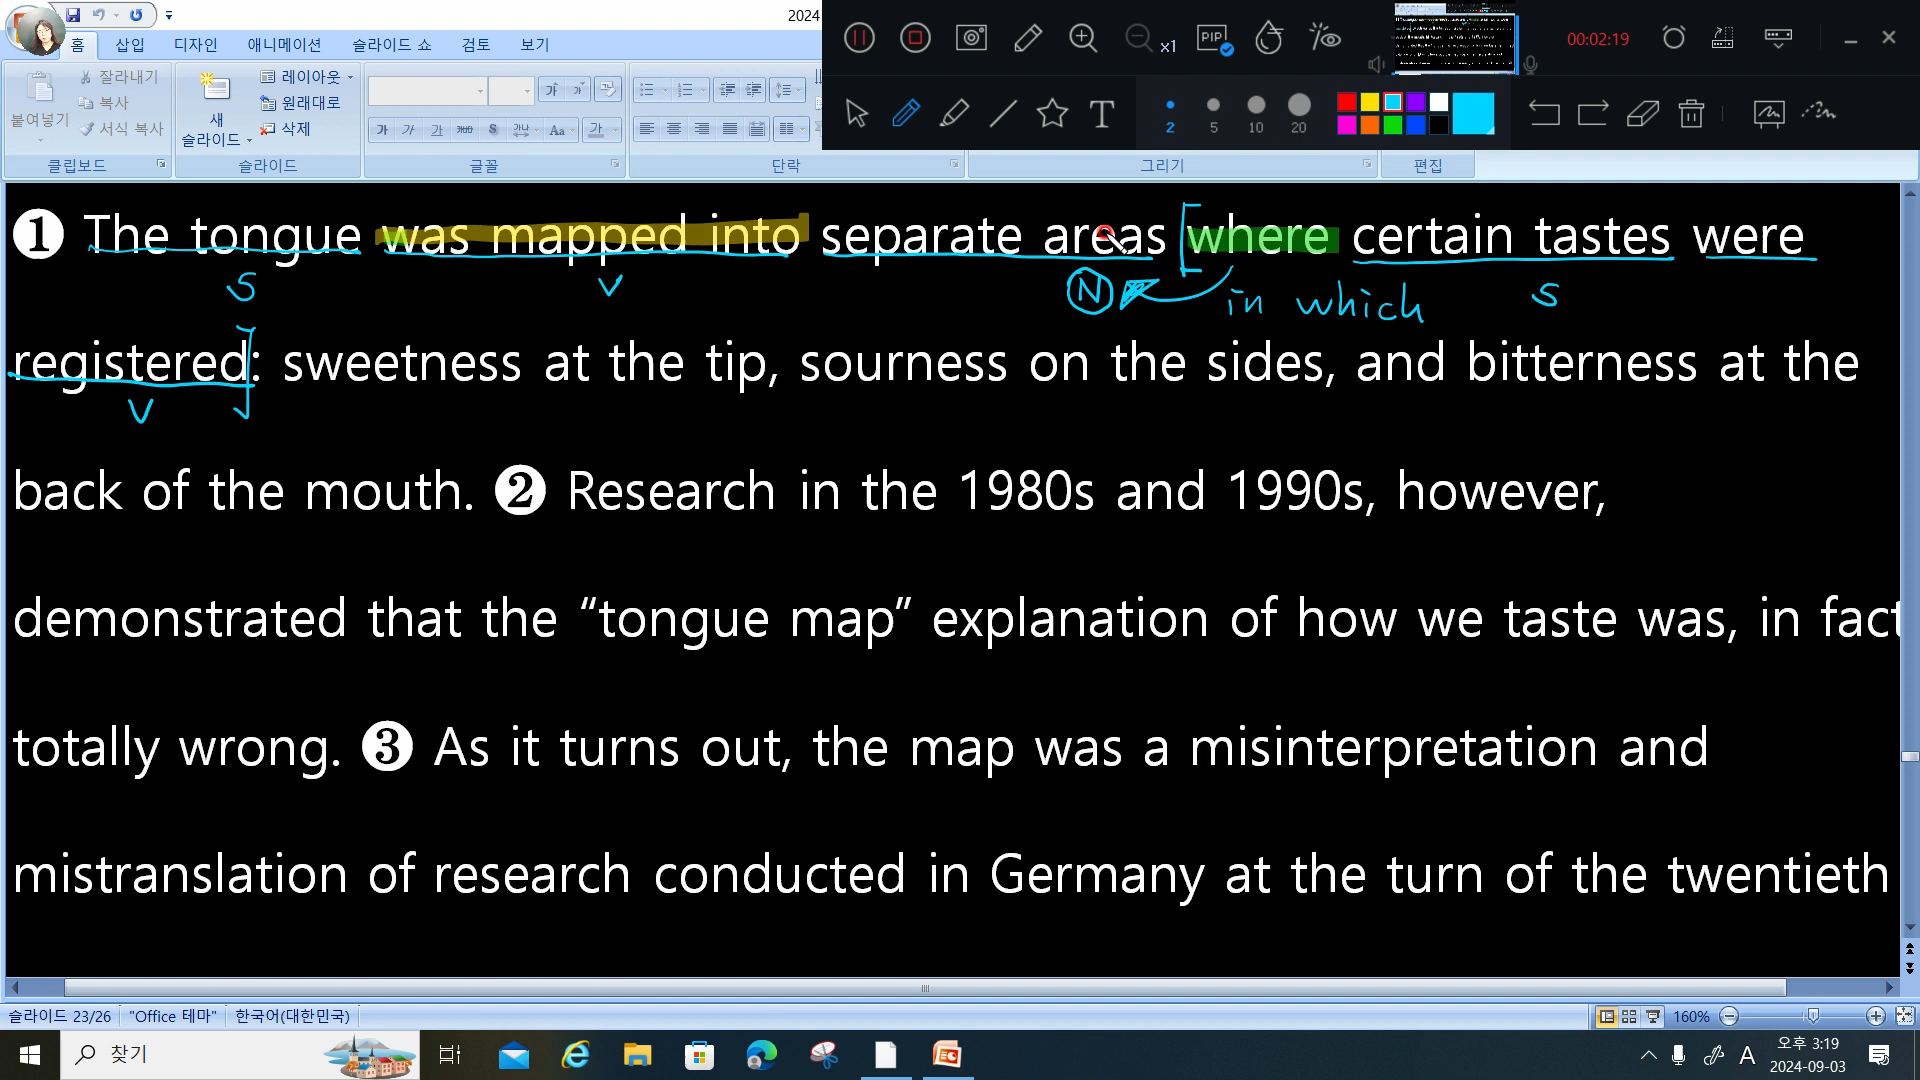 2024
홈 삽입 디자인 애니메이션 슬라이드 쇼 검토 보기
x1 PIP 00:02:19
붙여넣기 잘라내기 복사 서식 복사
새 슬라이드 레이아웃 원래대로 삭제
2 5 10 20
클립보드 슬라이드 글꼴 단락 그리기 편집
❶ The tongue was mapped into separate areas [where certain tastes were
S V N in which S
registered]: sweetness at the tip, sourness on the sides, and bitterness at the
V
back of the mouth. ❷ Research in the 1980s and 1990s, however,
demonstrated that the “tongue map” explanation of how we taste was, in fact
totally wrong. ❸ As it turns out, the map was a misinterpretation and
mistranslation of research conducted in Germany at the turn of the twentieth
슬라이드 23/26 "Office 테마" 한국어(대한민국) 160%
찾기 A 오후 3:19
2024-09-03